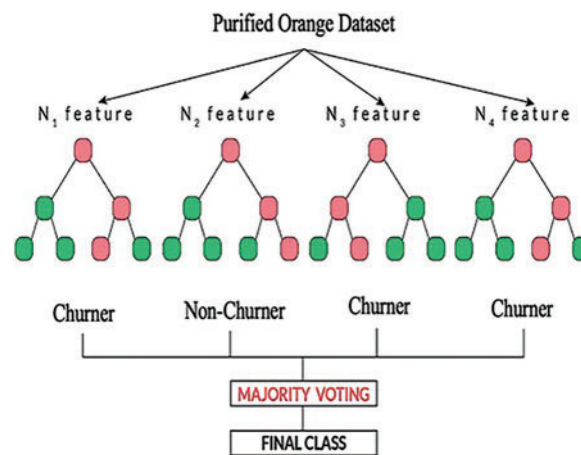 Purified Orange Dataset
N1 feature N2 feature N3 feature N4 feature
Churner Non-Churner Churner Churner
MAJORITY VOTING
FINAL CLASS